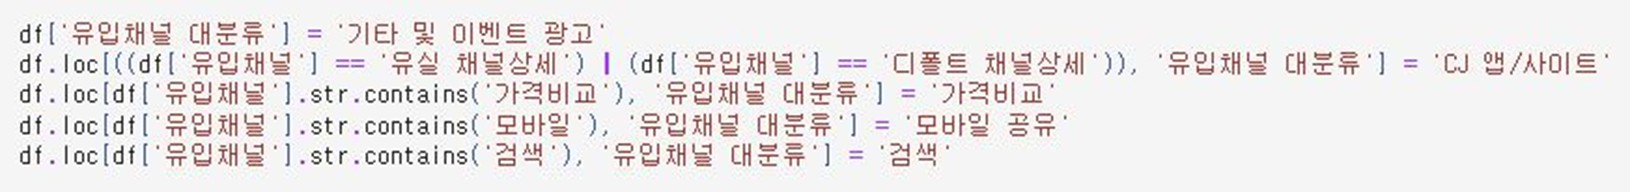 df['유입채널 대분류'] = '기타 및 이벤트 광고'
df.loc[((df['유입채널'] == '유실 채널상세') | (df['유입채널'] == '디폴트 채널상세')), '유입채널 대분류'] = 'CJ 앱/사이트'
df.loc[df['유입채널'].str.contains('가격비교'), '유입채널 대분류'] = '가격비교'
df.loc[df['유입채널'].str.contains('모바일'), '유입채널 대분류'] = '모바일 공유'
df.loc[df['유입채널'].str.contains('검색'), '유입채널 대분류'] = '검색'